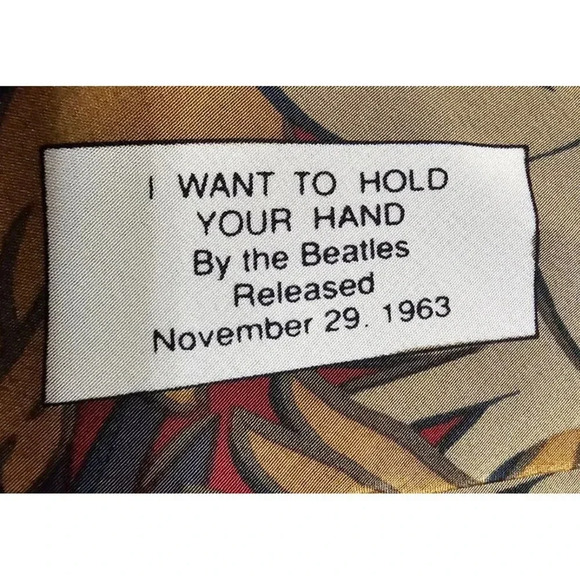 I WANT TO HOLD
YOUR HAND
By the Beatles
Released
November 29. 1963